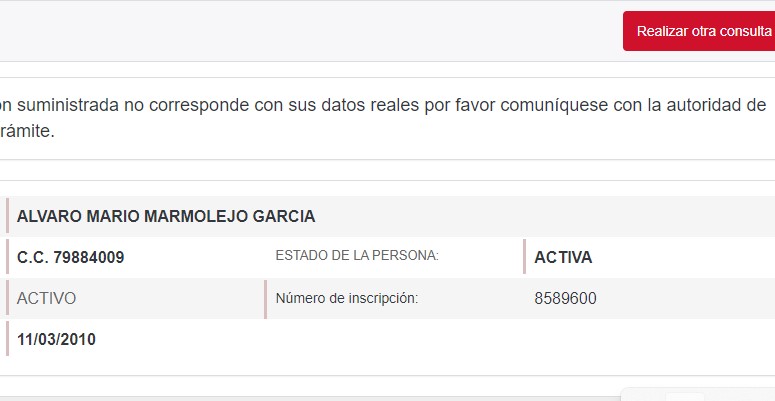 Realizar otra consulta
ón suministrada no corresponde con sus datos reales por favor comuníquese con la autoridad de
rámite.
ALVARO MARIO MARMOLEJO GARCIA
C.C. 79884009 ESTADO DE LA PERSONA: ACTIVA
ACTIVO Número de inscripción: 8589600
11/03/2010